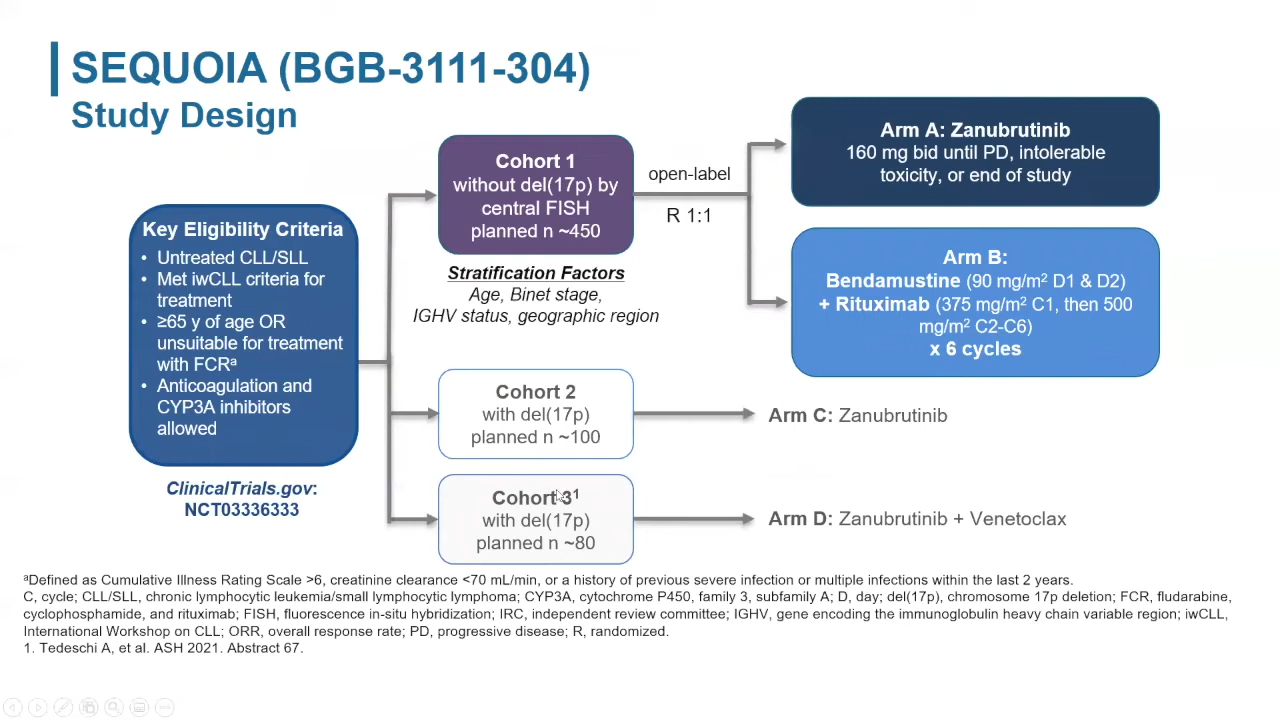 SEQUOIA (BGB-3111-304)
Study Design
Key Eligibility Criteria
• Untreated CLL/SLL
• Met iwCLL criteria for
treatment
• ≥65 y of age OR
unsuitable for treatment
with FCRᵃ
• Anticoagulation and
CYP3A inhibitors
allowed
ClinicalTrials.gov:
NCT03336333
Cohort 1
without del(17p) by
central FISH
planned n ~450
Stratification Factors
Age, Binet stage,
IGHV status, geographic region
open-label
R 1:1
Arm A: Zanubrutinib
160 mg bid until PD, intolerable
toxicity, or end of study
Arm B:
Bendamustine (90 mg/m² D1 & D2)
+ Rituximab (375 mg/m² C1, then 500
mg/m² C2-C6)
x 6 cycles
Cohort 2
with del(17p)
planned n ~100
Arm C: Zanubrutinib
Cohort 3¹
with del(17p)
planned n ~80
Arm D: Zanubrutinib + Venetoclax
ᵃDefined as Cumulative Illness Rating Scale >6, creatinine clearance <70 mL/min, or a history of previous severe infection or multiple infections within the last 2 years.
C, cycle; CLL/SLL, chronic lymphocytic leukemia/small lymphocytic lymphoma; CYP3A, cytochrome P450, family 3, subfamily A; D, day; del(17p), chromosome 17p deletion; FCR, fludarabine,
cyclophosphamide, and rituximab; FISH, fluorescence in-situ hybridization; IRC, independent review committee; IGHV, gene encoding the immunoglobulin heavy chain variable region; iwCLL,
International Workshop on CLL; ORR, overall response rate; PD, progressive disease; R, randomized.
1. Tedeschi A, et al. ASH 2021. Abstract 67.